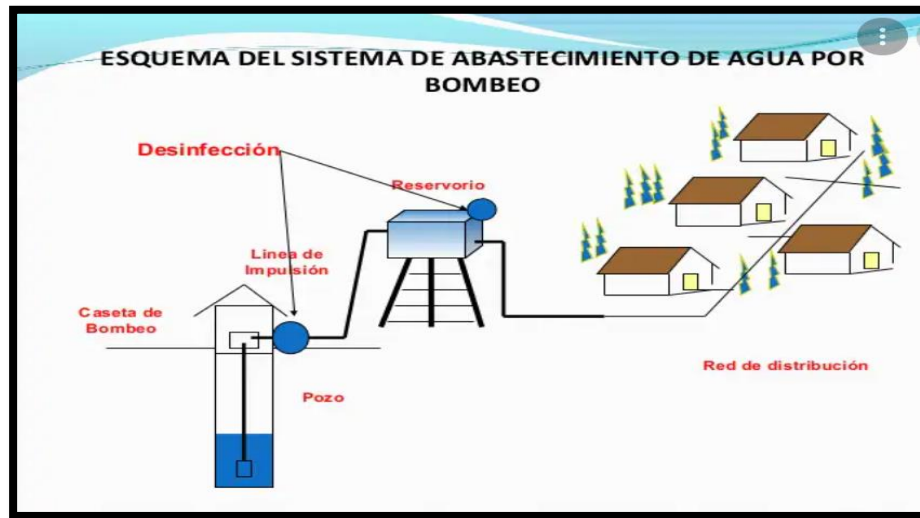 ESQUEMA DEL SISTEMA DE ABASTECIMIENTO DE AGUA POR
BOMBEO
Desinfección
Reservorio
Linea de
Impulsión
Caseta de
Bombeo
Pozo
Red de distribución